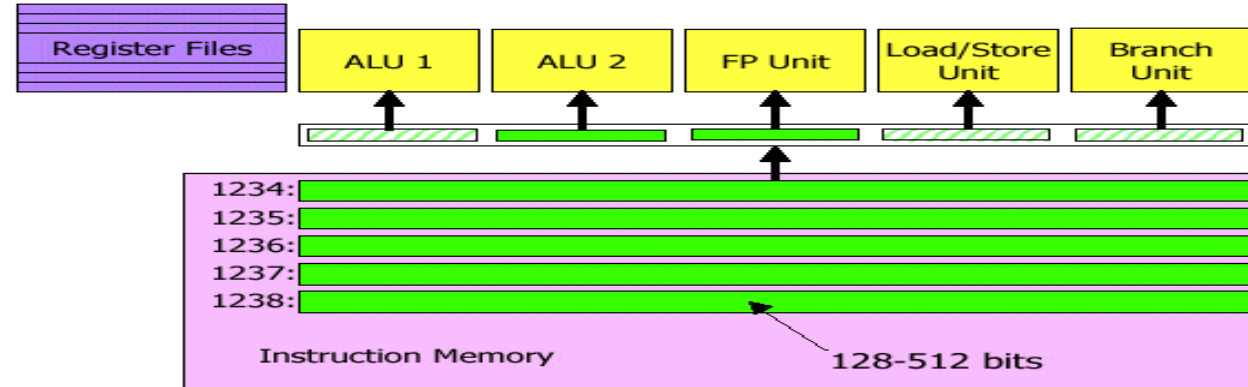 Register Files
ALU 1
ALU 2
FP Unit
Load/Store
Unit
Branch
Unit
1234:
1235:
1236:
1237:
1238:
Instruction Memory
128-512 bits